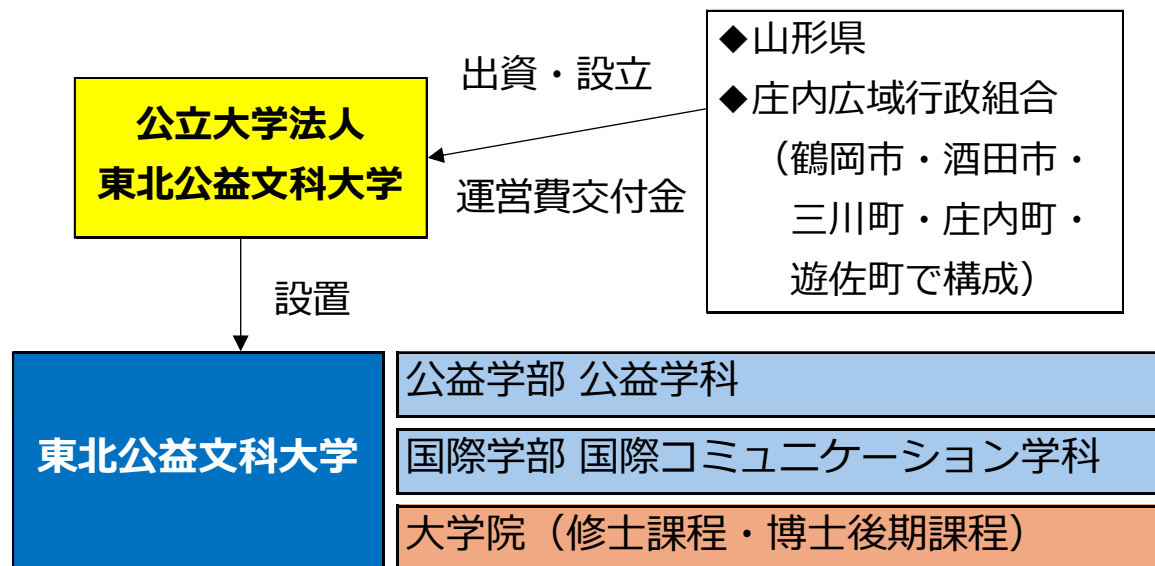 公立大学法人
東北公益文科大学
出資・設立
運営費交付金
◆山形県
◆庄内広域行政組合
（鶴岡市・酒田市・
三川町・庄内町・
遊佐町で構成）
設置
東北公益文科大学
公益学部 公益学科
国際学部 国際コミュニケーション学科
大学院（修士課程・博士後期課程）